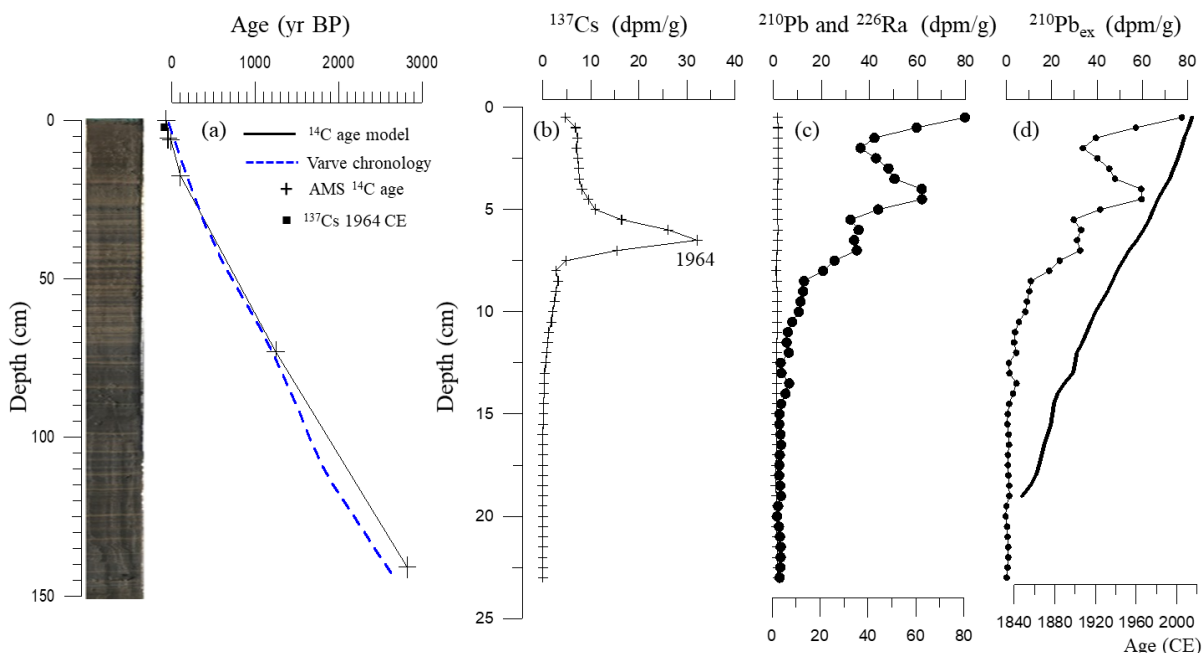 Age (yr BP)
0 1000 2000 3000
Depth (cm)
0
50
100
150
(a)
¹⁴C age model
Varve chronology
AMS ¹⁴C age
¹³⁷Cs 1964 CE
¹³⁷Cs (dpm/g)
0 10 20 30 40
Depth (cm)
0
5
10
15
20
25
(b)
1964
²¹⁰Pb and ²²⁶Ra (dpm/g)
0 20 40 60 80
(c)
0 20 40 60 80
²¹⁰Pbₑₓ (dpm/g)
0 20 40 60 80
(d)
1840 1880 1920 1960 2000
Age (CE)